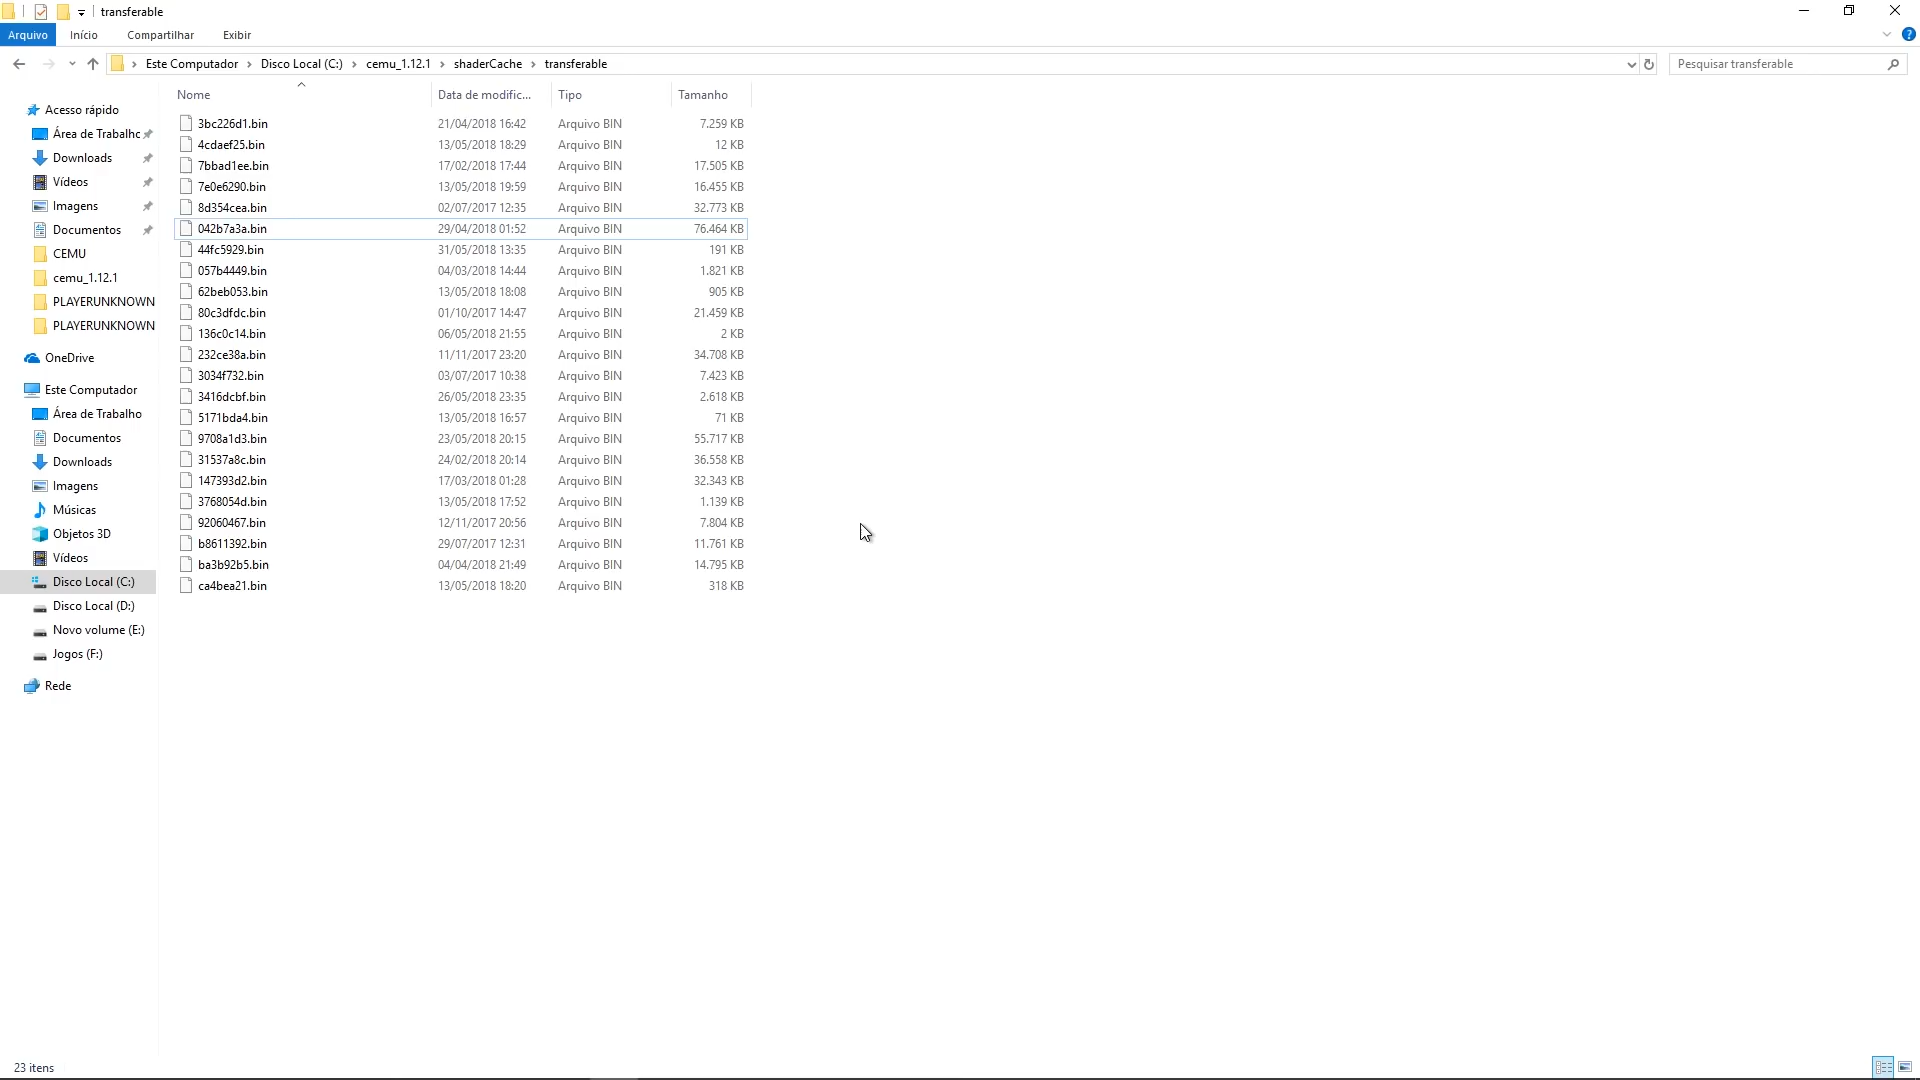 transferable
Arquivo Início Compartilhar Exibir
Este Computador Disco Local (C:) cemu_1.12.1 shaderCache transferable Pesquisar transferable
Nome Data de modific... Tipo Tamanho
Acesso rápido
Área de Trabalho
Downloads
Vídeos
Imagens
Documentos
CEMU
cemu_1.12.1
PLAYERUNKNOWN
PLAYERUNKNOWN
OneDrive
Este Computador
Área de Trabalho
Documentos
Downloads
Imagens
Músicas
Objetos 3D
Vídeos
Disco Local (C:)
Disco Local (D:)
Novo volume (E:)
Jogos (F:)
Rede
3bc226d1.bin 21/04/2018 16:42 Arquivo BIN 7.259 KB
4cdaef25.bin 13/05/2018 18:29 Arquivo BIN 12 KB
7bbad1ee.bin 17/02/2018 17:44 Arquivo BIN 17.505 KB
7e0e6290.bin 13/05/2018 19:59 Arquivo BIN 16.455 KB
8d354cea.bin 02/07/2017 12:35 Arquivo BIN 32.773 KB
042b7a3a.bin 29/04/2018 01:52 Arquivo BIN 76.464 KB
44fc5929.bin 31/05/2018 13:35 Arquivo BIN 191 KB
057b4449.bin 04/03/2018 14:44 Arquivo BIN 1.821 KB
62beb053.bin 13/05/2018 18:08 Arquivo BIN 905 KB
80c3dfdc.bin 01/10/2017 14:47 Arquivo BIN 21.459 KB
136c0c14.bin 06/05/2018 21:55 Arquivo BIN 2 KB
232ce38a.bin 11/11/2017 23:20 Arquivo BIN 34.708 KB
3034f732.bin 03/07/2017 10:38 Arquivo BIN 7.423 KB
3416dcbf.bin 26/05/2018 23:35 Arquivo BIN 2.618 KB
5171bda4.bin 13/05/2018 16:57 Arquivo BIN 71 KB
9708a1d3.bin 23/05/2018 20:15 Arquivo BIN 55.717 KB
31537a8c.bin 24/02/2018 20:14 Arquivo BIN 36.558 KB
147393d2.bin 17/03/2018 01:28 Arquivo BIN 32.343 KB
3768054d.bin 13/05/2018 17:52 Arquivo BIN 1.139 KB
92060467.bin 12/11/2017 20:56 Arquivo BIN 7.804 KB
b8611392.bin 29/07/2017 12:31 Arquivo BIN 11.761 KB
ba3b92b5.bin 04/04/2018 21:49 Arquivo BIN 14.795 KB
ca4bea21.bin 13/05/2018 18:20 Arquivo BIN 318 KB
23 itens